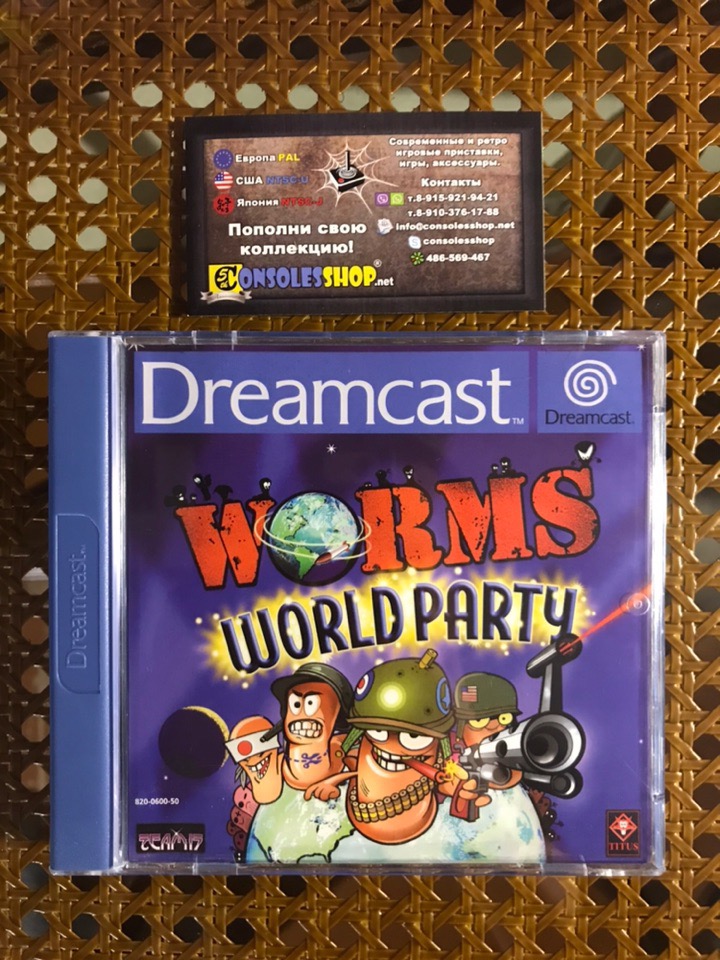 Европа PAL
США NTSC-U
Япония NTSC-J
Пополни свою
коллекцию!
CONSOLESSHOP.net
®
Современные и ретро
игровые приставки,
игры, аксессуары.
Контакты
т.8-915-921-94-21
т.8-910-376-17-88
info@consolesshop.net
consolesshop
486-569-467
Dreamcast™
Dreamcast
Dreamcast™
WORMS
WORLD PARTY
820-0600-50
TEAM17
TITUS